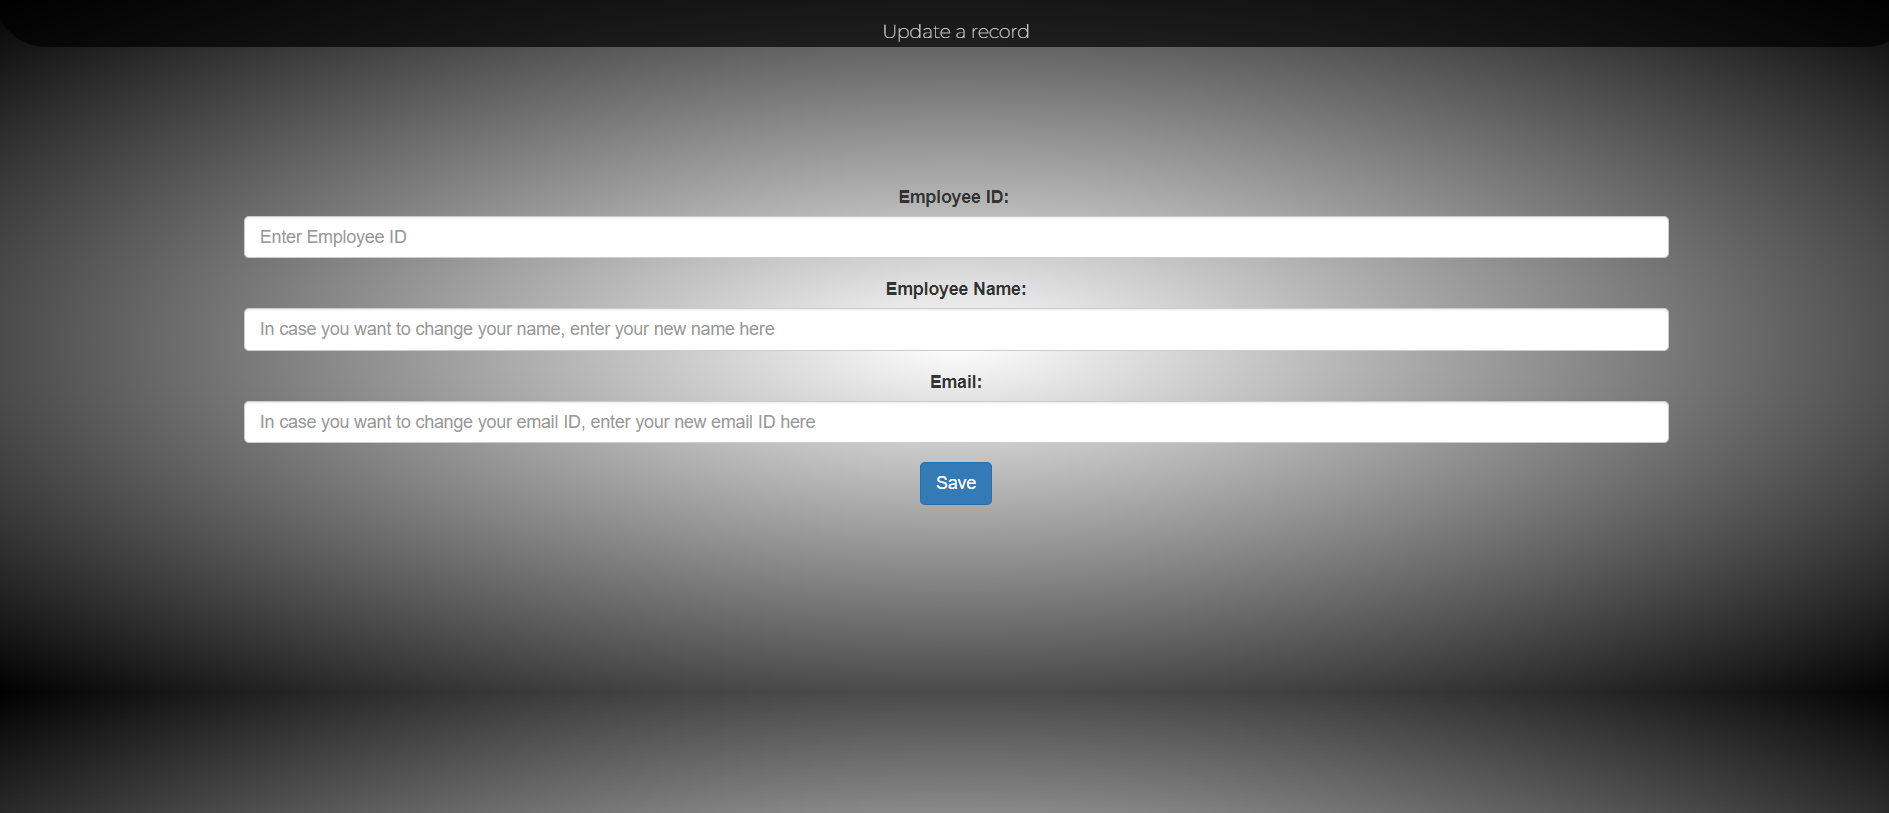 Update a record
Employee ID:
Enter Employee ID
Employee Name:
In case you want to change your name, enter your new name here
Email:
In case you want to change your email ID, enter your new email ID here
Save